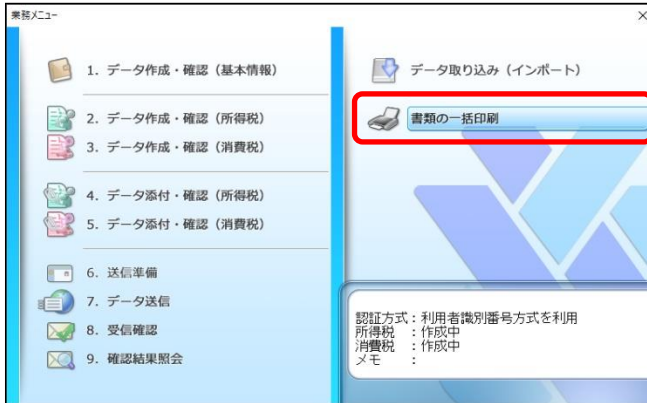 業務メニュー
1. データ作成・確認（基本情報）
2. データ作成・確認（所得税）
3. データ作成・確認（消費税）
4. データ添付・確認（所得税）
5. データ添付・確認（消費税）
6. 送信準備
7. データ送信
8. 受信確認
9. 確認結果照会
データ取り込み（インポート）
書類の一括印刷
認証方式：利用者識別番号方式を利用
所得税 ：作成中
消費税 ：作成中
メモ ：